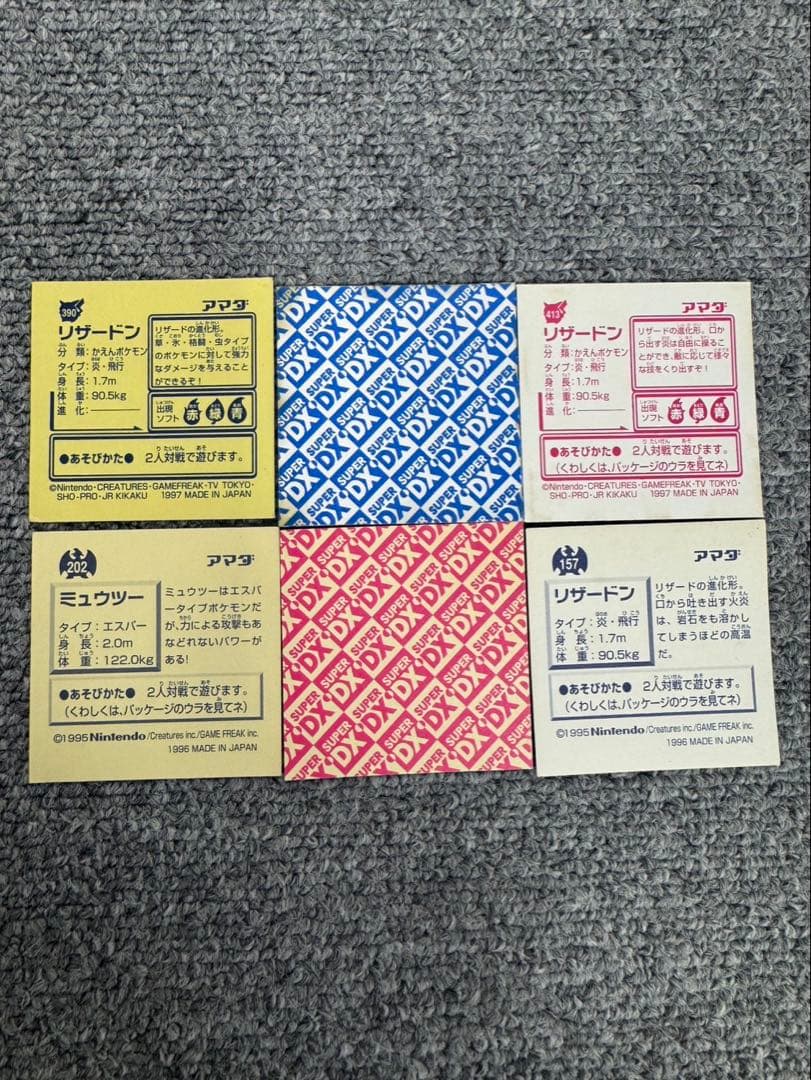 390
アマダ
リザードン
分類：かえんポケモン
タイプ：炎・飛行
身長：1.7m
体重：90.5kg
進化：
リザードの進化形。
草・氷・格闘・虫タイプ
のポケモンに対して強力
なダメージを与えること
ができるぞ！
出現
ソフト
赤 緑 青
●あそびかた● 2人対戦で遊びます。
©Nintendo・CREATURES・GAMEFREAK・TV TOKYO・
SHO-PRO・JR KIKAKU 1997 MADE IN JAPAN
SUPER
DX
413
アマダ
リザードン
分類：かえんポケモン
タイプ：炎・飛行
身長：1.7m
体重：90.5kg
進化：
リザードの進化形。口か
ら出す炎は自由に操るこ
とができ、敵に応じて様々
な技をくり出すぞ！
出現
ソフト
赤 緑 青
●あそびかた● 2人対戦で遊びます。
（くわしくは、パッケージのウラを見てネ）
©Nintendo・CREATURES・GAMEFREAK・TV TOKYO・
SHO-PRO・JR KIKAKU 1997 MADE IN JAPAN
202
アマダ
ミュウツー
タイプ：エスパー
身長：2.0m
体重：122.0kg
ミュウツーはエスパ
ータイプポケモンだ
が、力による攻撃もあ
などれないパワーが
ある!
●あそびかた● 2人対戦で遊びます。
（くわしくは、パッケージのウラを見てネ）
©1995 Nintendo/Creatures inc./GAME FREAK inc.
1996 MADE IN JAPAN
SUPER
DX
157
アマダ
リザードン
タイプ：炎・飛行
身長：1.7m
体重：90.5kg
リザードの進化形。
口から吐き出す火炎
は、岩石をも溶かし
てしまうほどの高温
だ。
●あそびかた● 2人対戦で遊びます。
（くわしくは、パッケージのウラを見てネ）
©1995 Nintendo/Creatures inc./GAME FREAK inc.
1996 MADE IN JAPAN